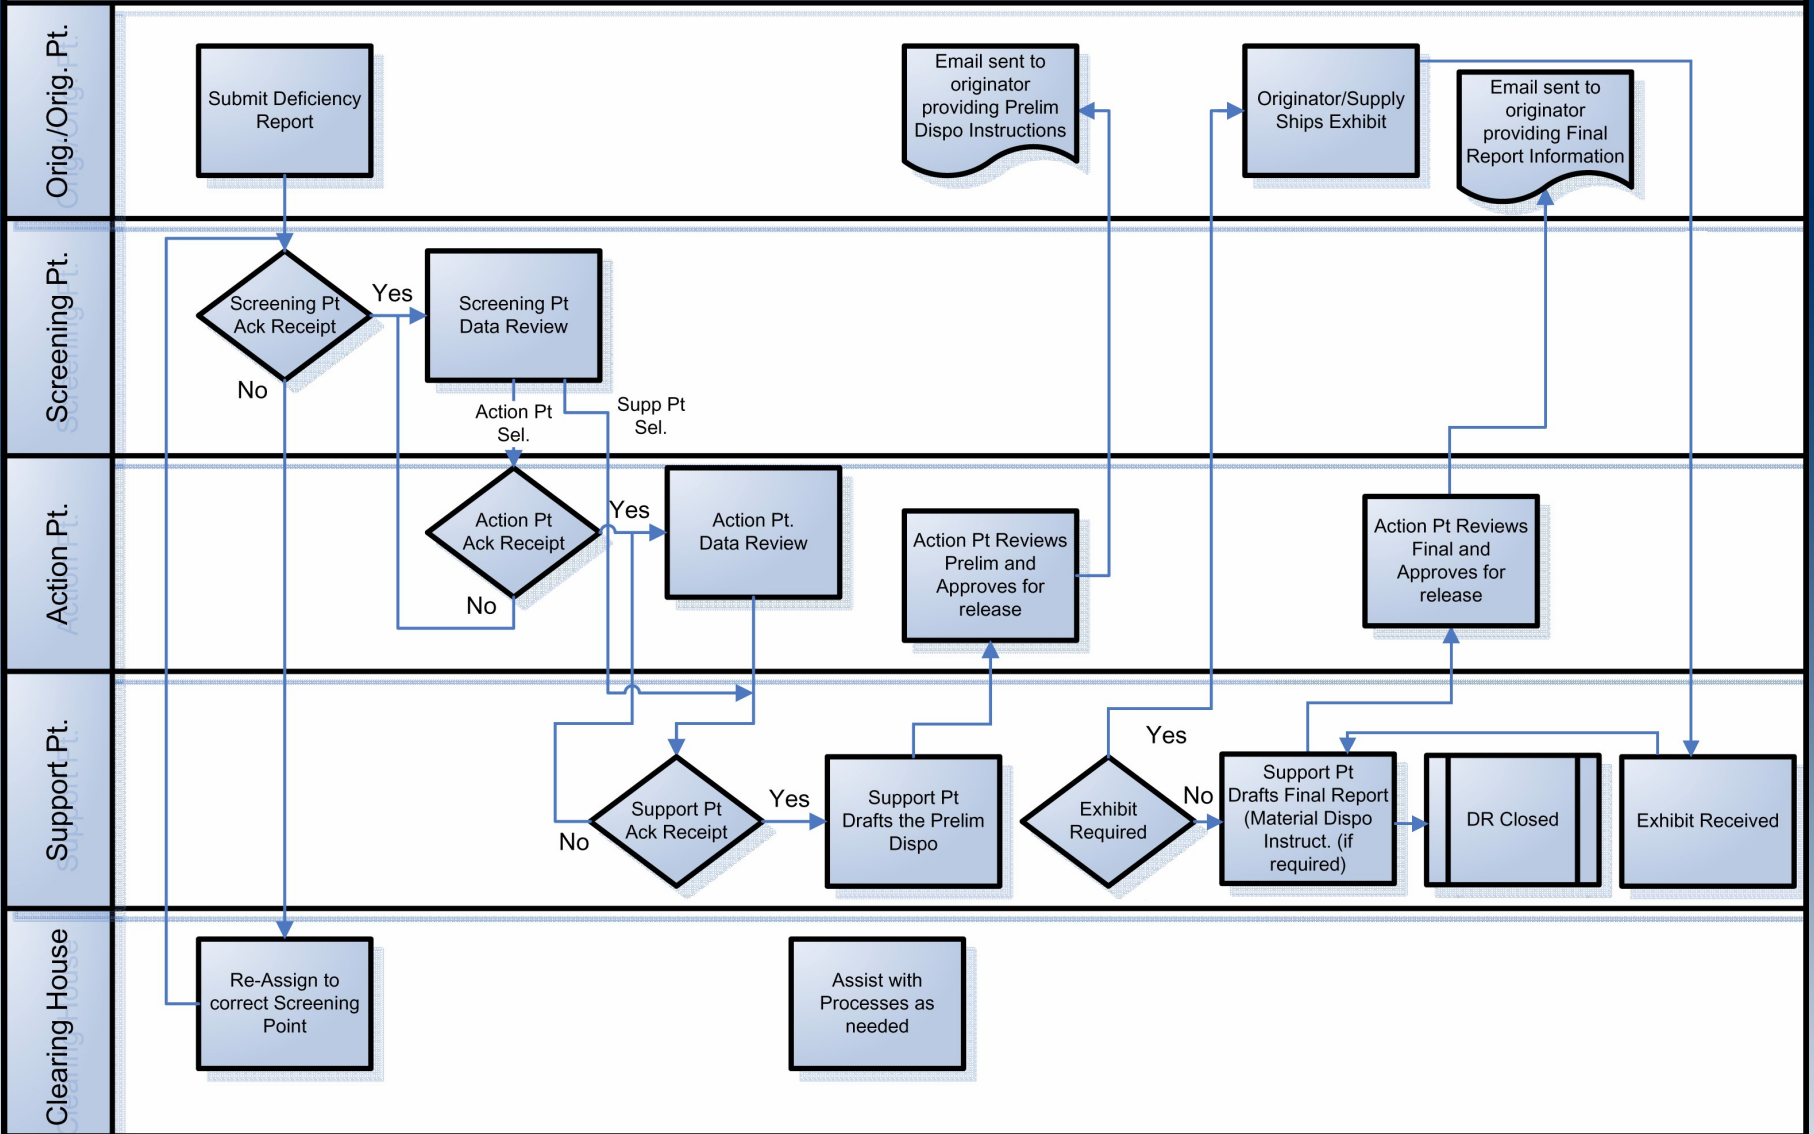 Orig./Orig. Pt.
Submit Deficiency
Report
Email sent to
originator
providing Prelim
Dispo Instructions
Originator/Supply
Ships Exhibit
Email sent to
originator
providing Final
Report Information
Screening Pt.
Screening Pt
Ack Receipt
Yes
No
Screening Pt
Data Review
Action Pt
Sel.
Supp Pt
Sel.
Action Pt.
Action Pt
Ack Receipt
Yes
No
Action Pt.
Data Review
Action Pt Reviews
Prelim and
Approves for
release
Action Pt Reviews
Final and
Approves for
release
Support Pt.
Support Pt
Ack Receipt
No
Yes
Support Pt
Drafts the Prelim
Dispo
Exhibit
Required
Yes
No
Support Pt
Drafts Final Report
(Material Dispo
Instruct. (if
required)
DR Closed
Exhibit Received
Clearing House
Re-Assign to
correct Screening
Point
Assist with
Processes as
needed